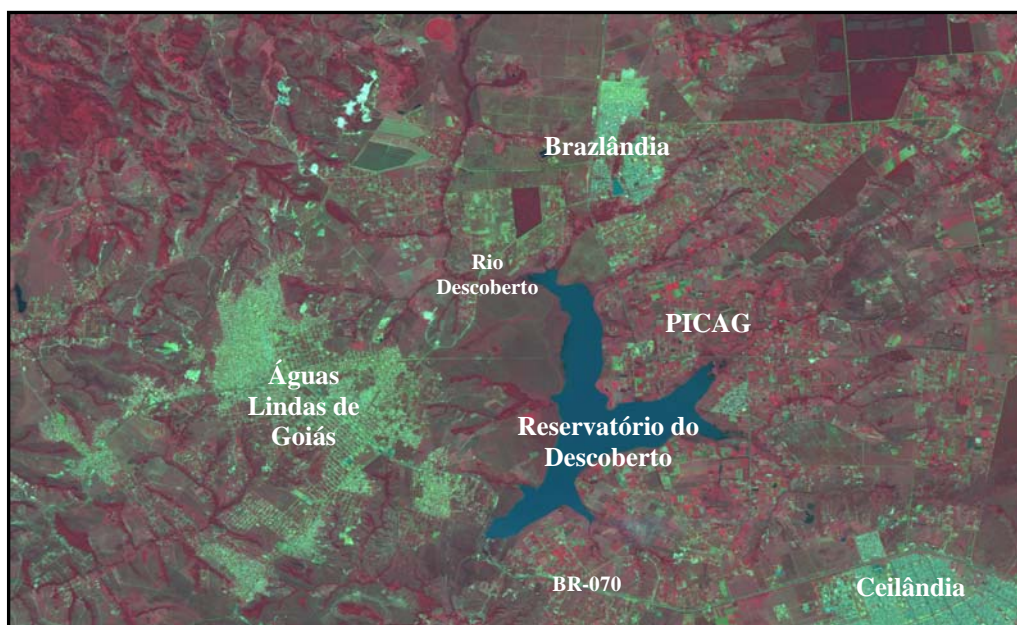 Brazlândia
Rio
Descoberto
PICAG
Águas
Lindas de
Goiás
Reservatório do
Descoberto
BR-070
Ceilândia